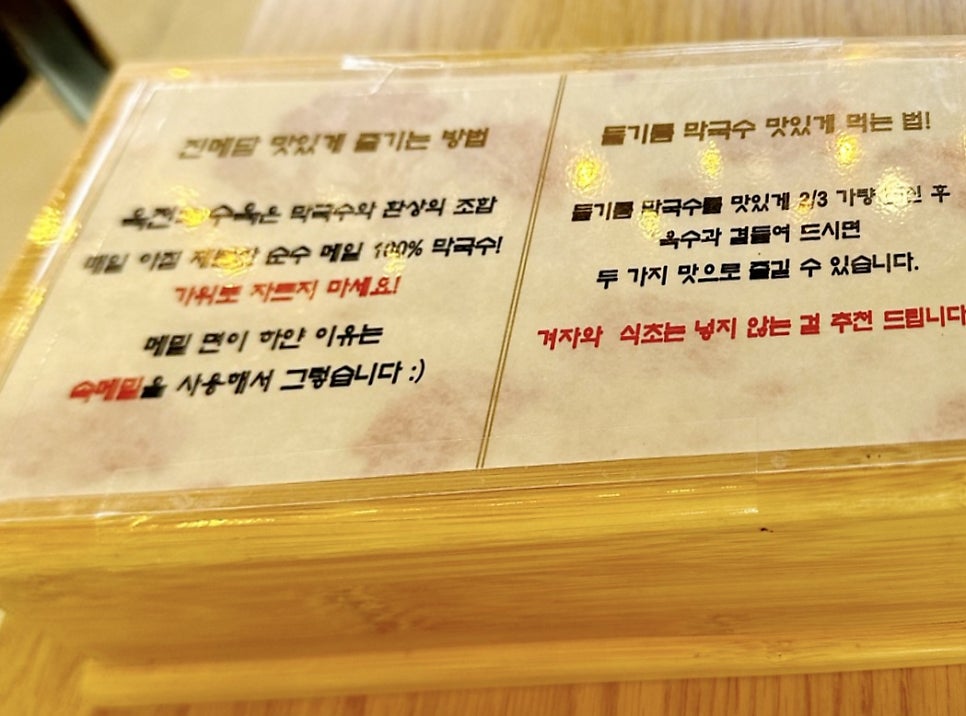 진메밀 맛있게 즐기는 방법
수육은 막국수와 환상의 조합
매일 아침 순수 메밀 100% 막국수!
가위로 자르지 마세요!
메밀 면이 하얀 이유는
속메밀을 사용해서 그렇습니다 :)
들기름 막국수 맛있게 먹는 법!
들기름 막국수를 맛있게 2/3 가량 후
육수과 곁들여 드시면
두 가지 맛으로 즐길 수 있습니다.
겨자와 식초는 넣지 않는 걸 추천 드립니다